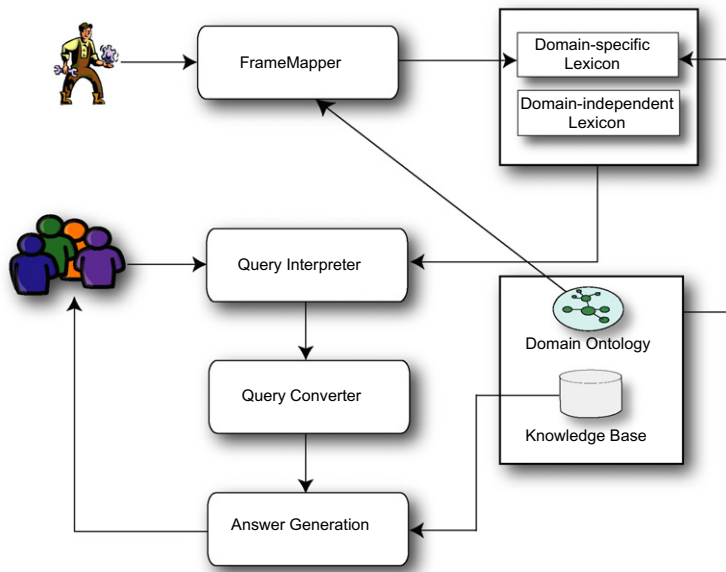 FrameMapper
Domain-specific
Lexicon
Domain-independent
Lexicon
Query Interpreter
Domain Ontology
Query Converter
Knowledge Base
Answer Generation